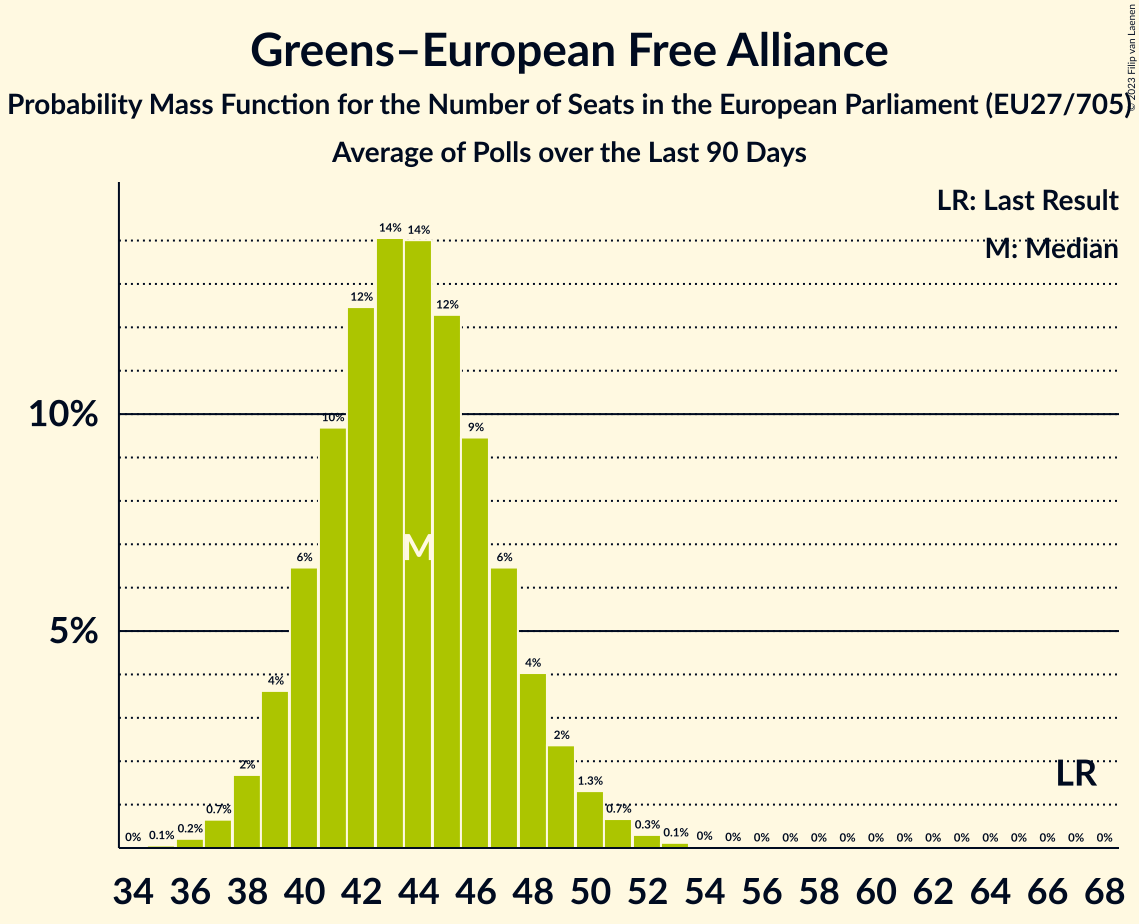 © 2023 Filip van Laenen
Greens–European Free Alliance
Probability Mass Function for the Number of Seats in the European Parliament (EU27/705)
Average of Polls over the Last 90 Days
LR: Last Result
M: Median
10%
5%
0% 0.1% 0.2% 0.7% 2% 4% 6% 10% 12% 14% 14% 12% 9% 6% 4% 2% 1.3% 0.7% 0.3% 0.1% 0% 0% 0% 0% 0% 0% 0% 0% 0% 0% 0% 0% 0% 0% 0%
M
LR
34 36 38 40 42 44 46 48 50 52 54 56 58 60 62 64 66 68